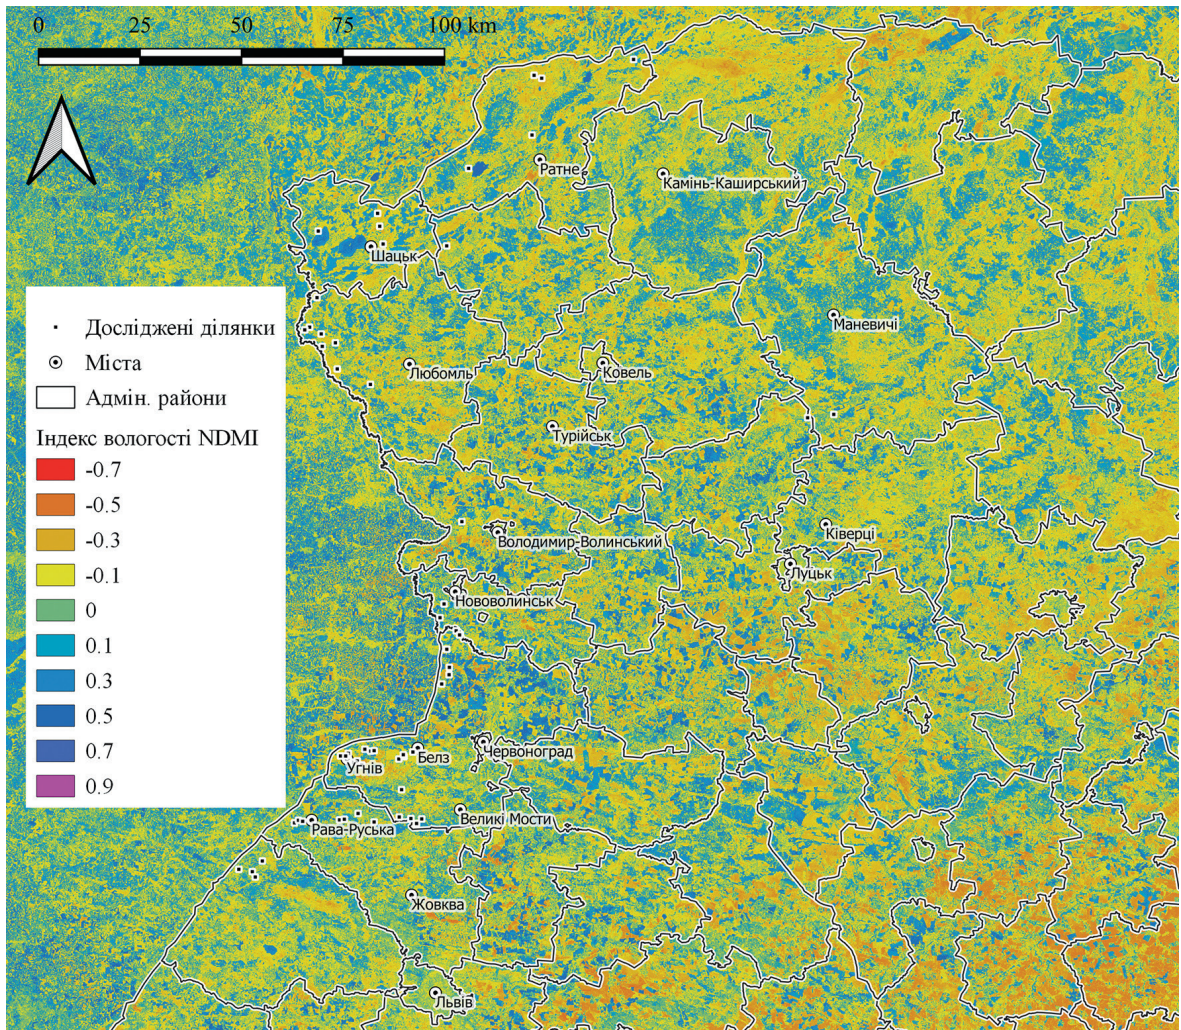 0 25 50 75 100 km
Ратне
Камінь-Каширський
Шацьк
Досліджені ділянки
Міста
Адмін. райони
Індекс вологості NDMI
-0.7
-0.5
-0.3
-0.1
0
0.1
0.3
0.5
0.7
0.9
Маневичі
Любомль
Ковель
Турійськ
Володимир-Волинський
Ківерці
Луцьк
Нововолинськ
Червоноград
Белз
Угнів
Великі Мости
Рава-Руська
Жовква
Львів